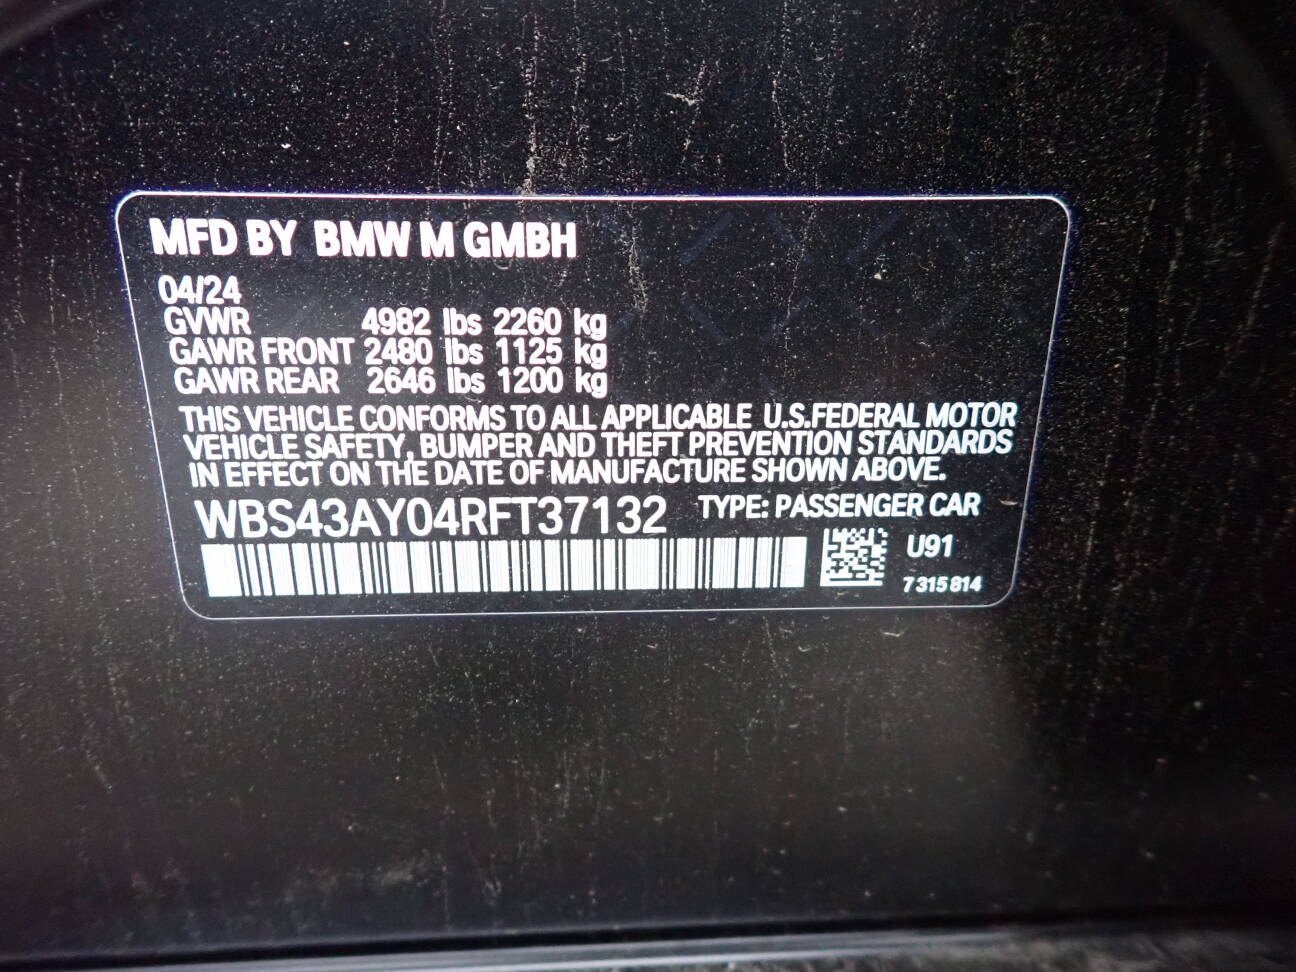 MFD BY BMW M GMBH
04/24
GVWR 4982 lbs 2260 kg
GAWR FRONT 2480 lbs 1125 kg
GAWR REAR 2646 lbs 1200 kg
THIS VEHICLE CONFORMS TO ALL APPLICABLE U.S.FEDERAL MOTOR
VEHICLE SAFETY, BUMPER AND THEFT PREVENTION STANDARDS
IN EFFECT ON THE DATE OF MANUFACTURE SHOWN ABOVE.
WBS43AY04RFT37132 TYPE: PASSENGER CAR
U91
7 315 814